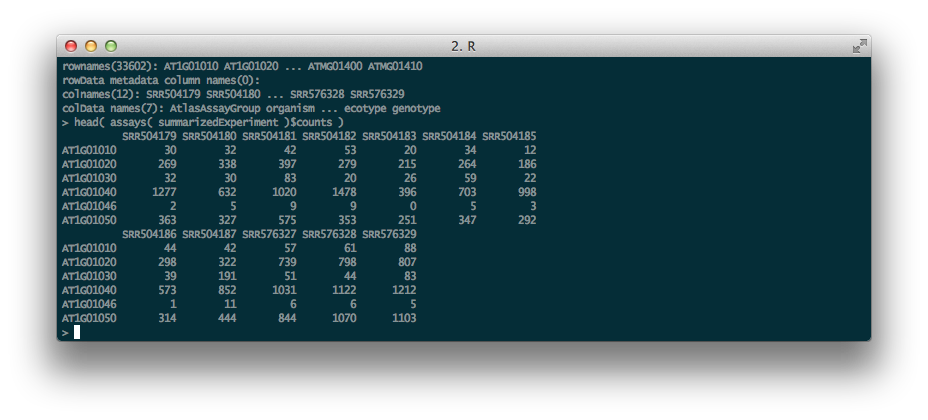 2. R
rownames(33602): AT1G01010 AT1G01020 ... ATMG01400 ATMG01410
rowData metadata column names(0):
colnames(12): SRR504179 SRR504180 ... SRR576328 SRR576329
colData names(7): AtlasAssayGroup organism ... ecotype genotype
> head( assays( summarizedExperiment )$counts )
SRR504179 SRR504180 SRR504181 SRR504182 SRR504183 SRR504184 SRR504185
AT1G01010 30 32 42 53 20 34 12
AT1G01020 269 338 397 279 215 264 186
AT1G01030 32 30 83 20 26 59 22
AT1G01040 1277 632 1020 1478 396 703 998
AT1G01046 2 5 9 9 0 5 3
AT1G01050 363 327 575 353 251 347 292
SRR504186 SRR504187 SRR576327 SRR576328 SRR576329
AT1G01010 44 42 57 61 88
AT1G01020 298 322 739 798 807
AT1G01030 39 191 51 44 83
AT1G01040 573 852 1031 1122 1212
AT1G01046 1 11 6 6 5
AT1G01050 314 444 844 1070 1103
>